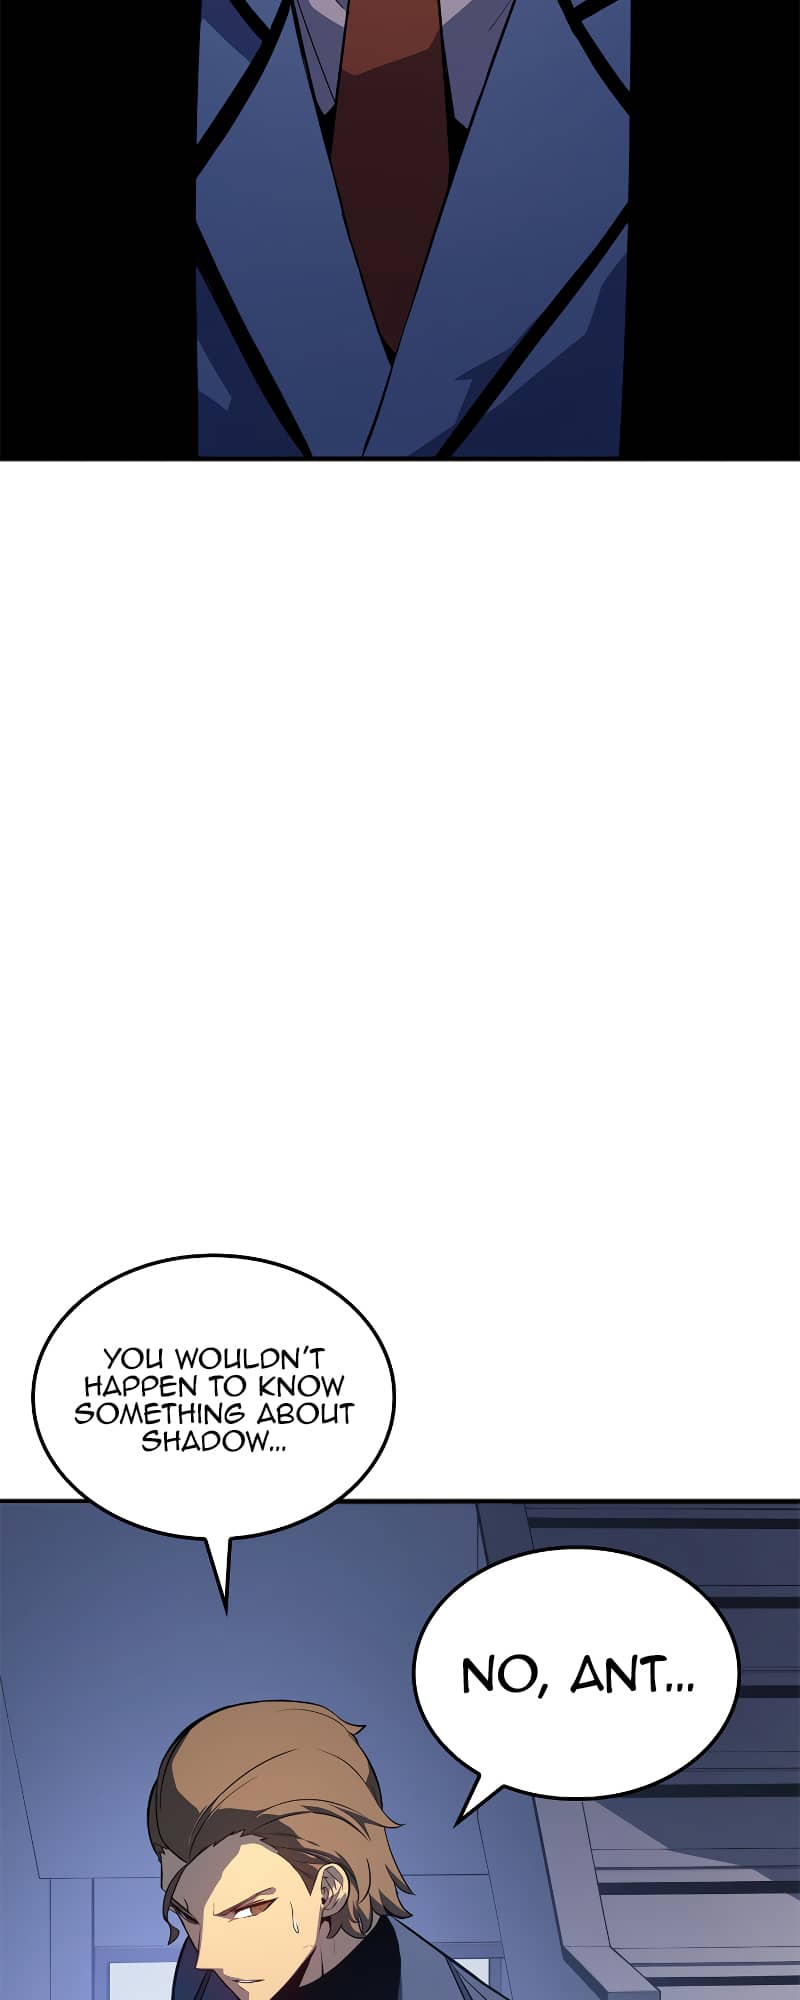 YOU WOULDN'T
HAPPEN TO KNOW
SOMETHING ABOUT
SHADOW...
NO, ANT...